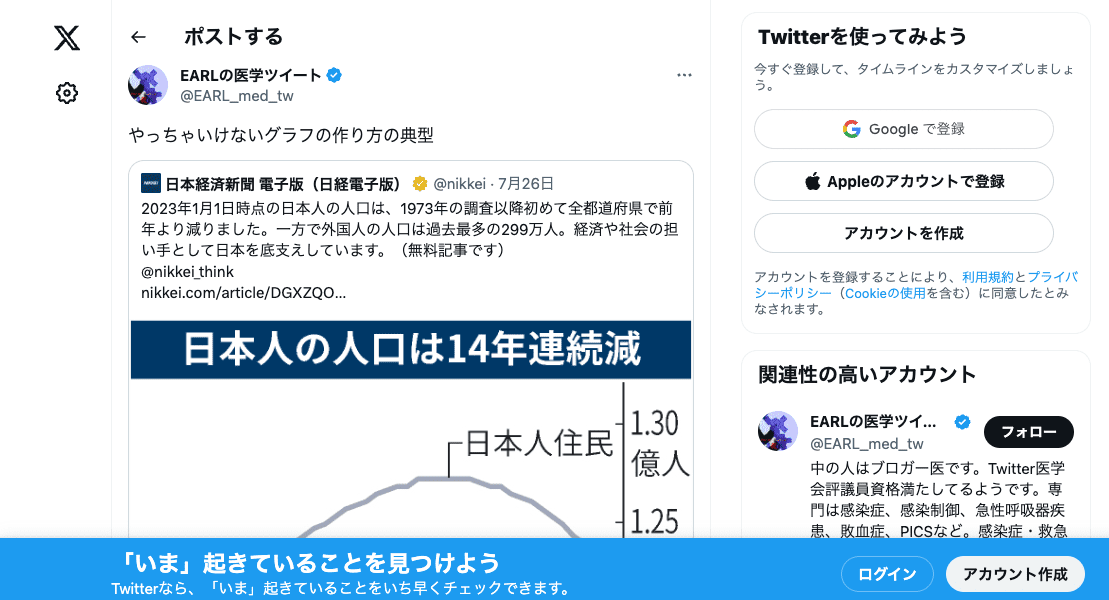 ポストする
EARLの医学ツイート
@EARL_med_tw
やっちゃいけないグラフの作り方の典型
日本経済新聞 電子版（日経電子版） @nikkei · 7月26日
2023年1月1日時点の日本人の人口は、1973年の調査以降初めて全都道府県で前
年より減りました。一方で外国人の人口は過去最多の299万人。経済や社会の担
い手として日本を底支えしています。（無料記事です）
@nikkei_think
nikkei.com/article/DGXZQO...
日本人の人口は14年連続減
日本人住民
1.30
億人
1.25
Twitterを使ってみよう
今すぐ登録して、タイムラインをカスタマイズしましょ
う。
Google で登録
Appleのアカウントで登録
アカウントを作成
アカウントを登録することにより、利用規約とプライバ
シーポリシー（Cookieの使用を含む）に同意したとみ
なされます。
関連性の高いアカウント
EARLの医学ツイ...
@EARL_med_tw
フォロー
中の人はブロガー医です。Twitter医学
会評議員資格満たしてるようです。専
門は感染症、感染制御、急性呼吸器疾
患、敗血症、PICSなど。感染症・救急
「いま」起きていることを見つけよう
Twitterなら、「いま」起きていることをいち早くチェックできます。
ログイン
アカウント作成